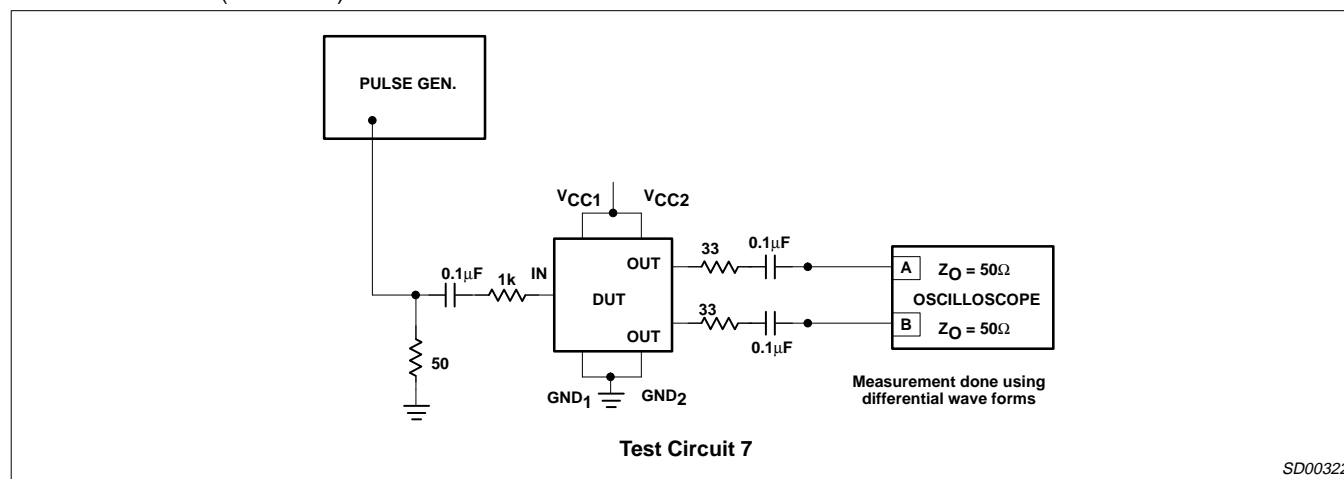 PULSE GEN.
VCC1 VCC2
0.1μF
1k
IN
OUT
DUT
OUT
33
0.1μF
33
0.1μF
A ZO = 50Ω
OSCILLOSCOPE
B ZO = 50Ω
50
GND1 GND2
Measurement done using
differential wave forms
Test Circuit 7
SD00322